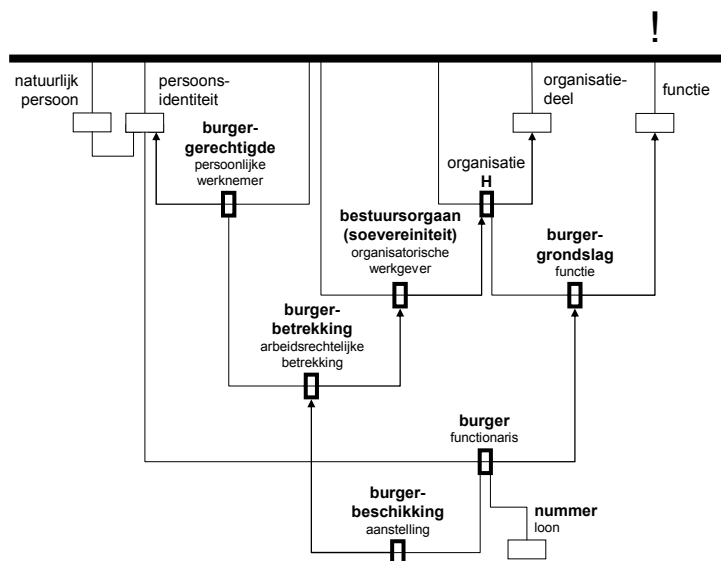 !
natuurlijk
persoon
persoons-
identiteit
organisatie-
deel
functie
burger-
gerechtigde
persoonlijke
werknemer
organisatie
H
bestuursorgaan
(soevereiniteit)
organisatorische
werkgever
burger-
grondslag
functie
burger-
betrekking
arbeidsrechtelijke
betrekking
burger
functionaris
burger-
beschikking
aanstelling
nummer
loon